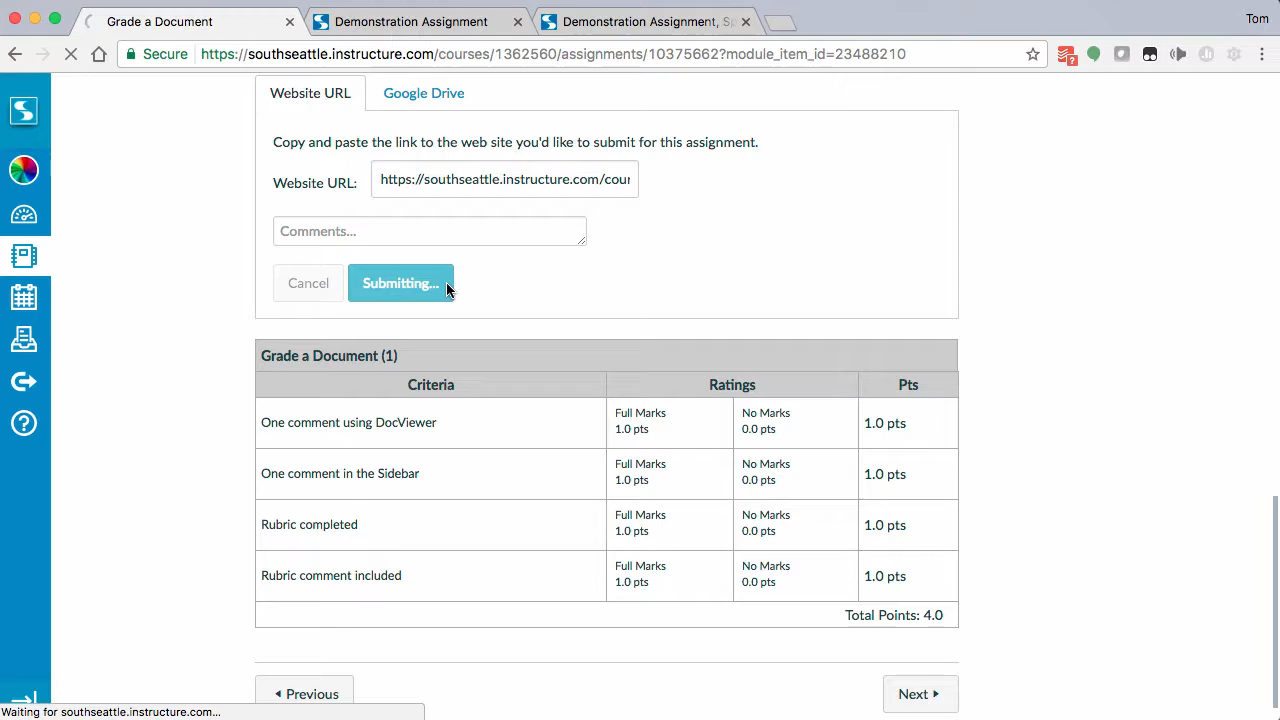 Grade a Document
Demonstration Assignment
Demonstration Assignment, Sp
Tom
Secure
https://southseattle.instructure.com/courses/1362560/assignments/10375662?module_item_id=23488210
Website URL
Google Drive
Copy and paste the link to the web site you'd like to submit for this assignment.
Website URL:
https://southseattle.instructure.com/cour
Comments...
Cancel
Submitting...
Grade a Document (1)
Criteria
Ratings
Pts
One comment using DocViewer
Full Marks
1.0 pts
No Marks
0.0 pts
1.0 pts
One comment in the Sidebar
Full Marks
1.0 pts
No Marks
0.0 pts
1.0 pts
Rubric completed
Full Marks
1.0 pts
No Marks
0.0 pts
1.0 pts
Rubric comment included
Full Marks
1.0 pts
No Marks
0.0 pts
1.0 pts
Total Points: 4.0
Previous
Next
Waiting for southseattle.instructure.com...